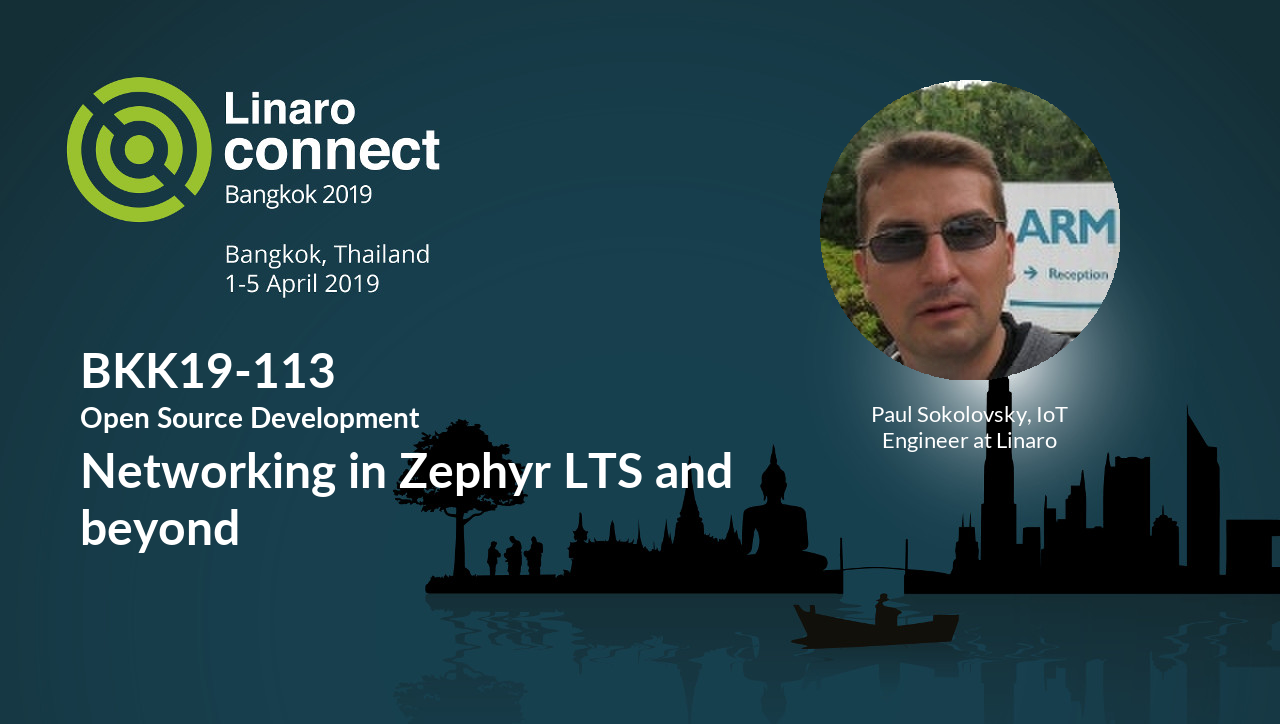 Linaro
connect
Bangkok 2019
Bangkok, Thailand
1-5 April 2019
ARM
→ Reception
BKK19-113
Open Source Development
Networking in Zephyr LTS and
beyond
Paul Sokolovsky, IoT
Engineer at Linaro